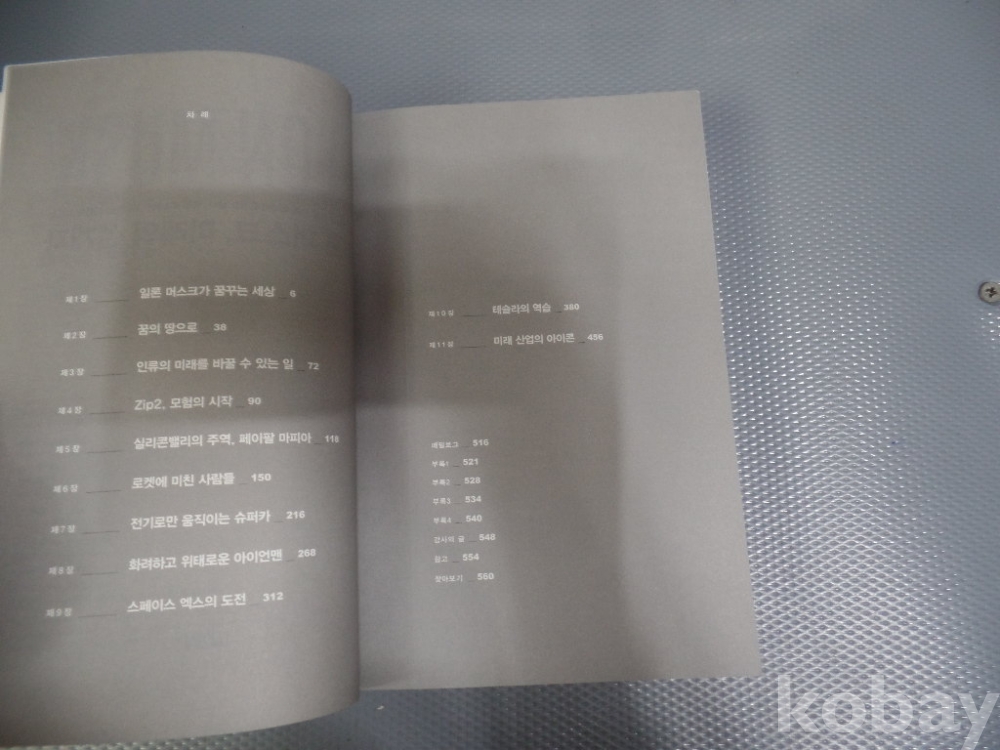 차 례
제1장 일론 머스크가 꿈꾸는 세상 _ 6
제2장 꿈의 땅으로 _ 38
제3장 인류의 미래를 바꿀 수 있는 일 _ 72
제4장 Zip2, 모험의 시작 _ 90
제5장 실리콘밸리의 주역, 페이팔 마피아 _ 118
제6장 로켓에 미친 사람들 _ 150
제7장 전기로만 움직이는 슈퍼카 _ 216
제8장 화려하고 위태로운 아이언맨 _ 268
제9장 스페이스 엑스의 도전 _ 312
제10장 테슬라의 역습 _ 380
제11장 미래 산업의 아이콘 _ 456
에필로그 _ 516
부록1 _ 521
부록2 _ 528
부록3 _ 534
부록4 _ 540
감사의 글 _ 548
참고 _ 554
찾아보기 _ 560
kobay